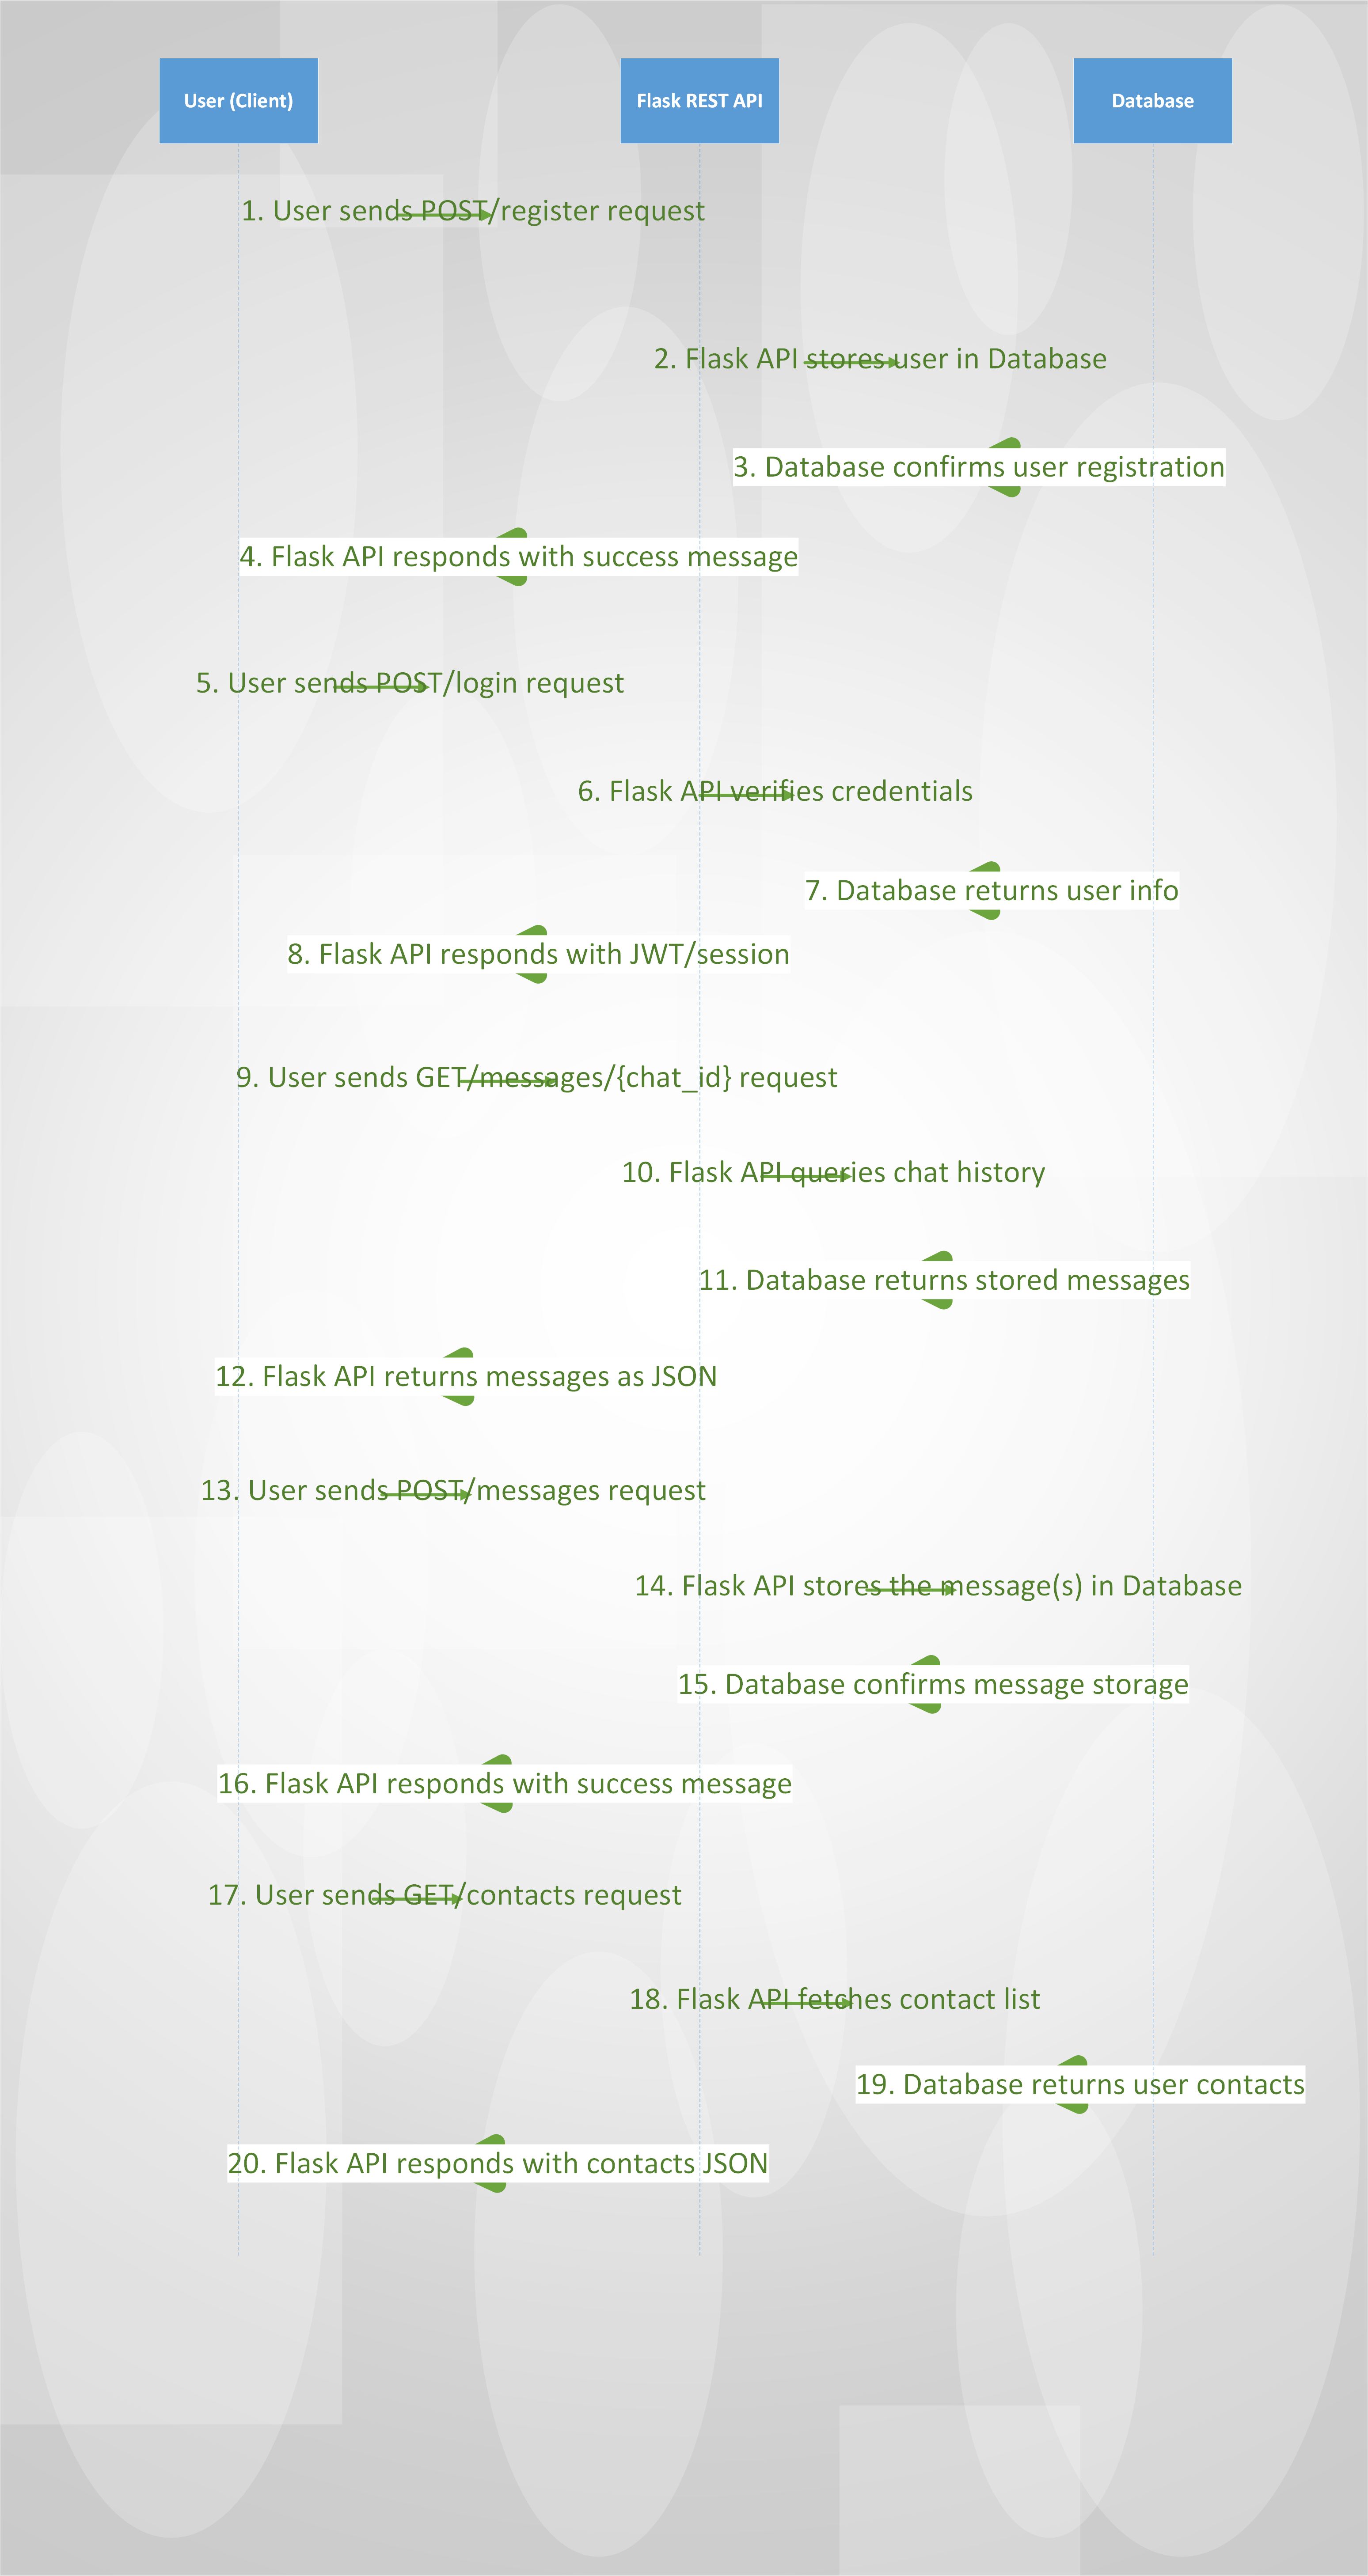 User (Client)
Flask REST API
Database
1. User sends POST/register request
2. Flask API stores user in Database
3. Database confirms user registration
4. Flask API responds with success message
5. User sends POST/login request
6. Flask API verifies credentials
7. Database returns user info
8. Flask API responds with JWT/session
9. User sends GET/messages/{chat_id} request
10. Flask API queries chat history
11. Database returns stored messages
12. Flask API returns messages as JSON
13. User sends POST/messages request
14. Flask API stores the message(s) in Database
15. Database confirms message storage
16. Flask API responds with success message
17. User sends GET/contacts request
18. Flask API fetches contact list
19. Database returns user contacts
20. Flask API responds with contacts JSON